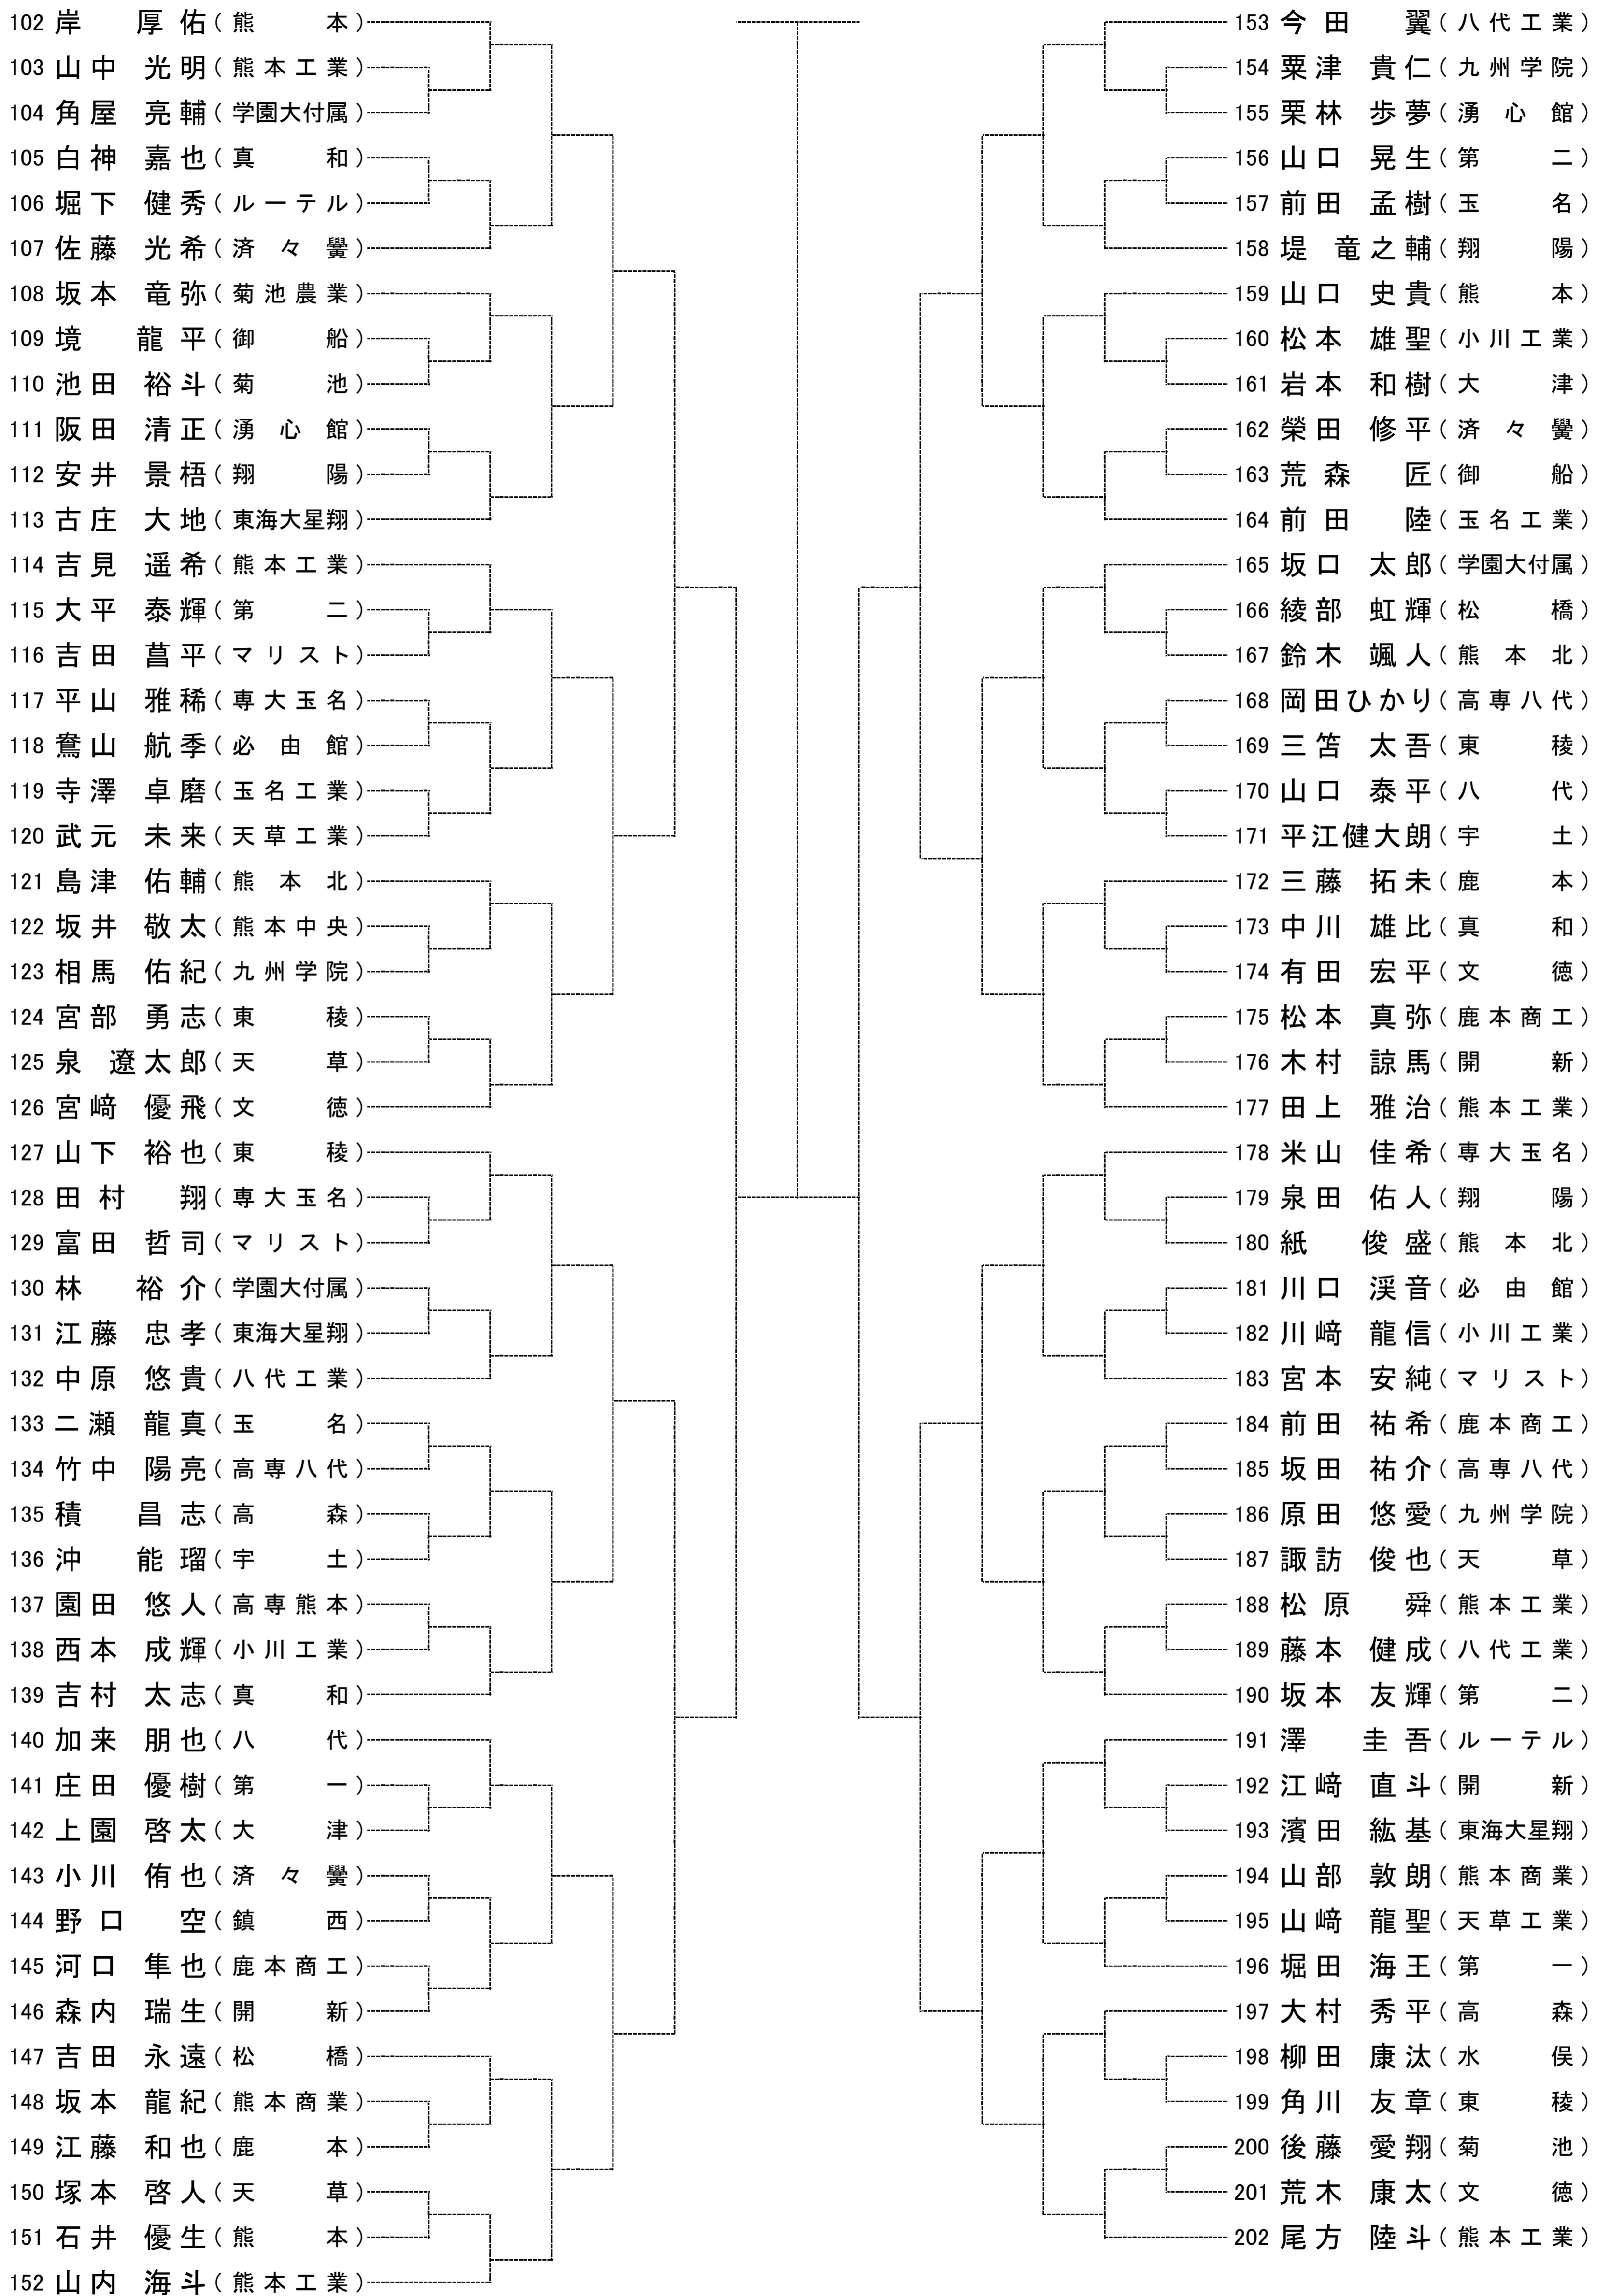 102 岸 厚佑(熊 本)
103 山中 光明(熊本工業)
104 角屋 亮輔(学園大付属)
105 白神 嘉也(真 和)
106 堀下 健秀(ルーテル)
107 佐藤 光希(済々黌)
108 坂本 竜弥(菊池農業)
109 境 龍平(御 船)
110 池田 裕斗(菊 池)
111 阪田 清正(湧心館)
112 安井 景梧(翔 陽)
113 古庄 大地(東海大星翔)
114 吉見 遥希(熊本工業)
115 大平 泰輝(第 二)
116 吉田 菖平(マリスト)
117 平山 雅稀(専大玉名)
118 鴦山 航季(必由館)
119 寺澤 卓磨(玉名工業)
120 武元 未来(天草工業)
121 島津 佑輔(熊本北)
122 坂井 敬太(熊本中央)
123 相馬 佑紀(九州学院)
124 宮部 勇志(東 稜)
125 泉 遼太郎(天 草)
126 宮﨑 優飛(文 徳)
127 山下 裕也(東 稜)
128 田村 翔(専大玉名)
129 富田 哲司(マリスト)
130 林 裕介(学園大付属)
131 江藤 忠孝(東海大星翔)
132 中原 悠貴(八代工業)
133 二瀬 龍真(玉 名)
134 竹中 陽亮(高専八代)
135 積 昌志(高 森)
136 沖 能瑠(宇 土)
137 園田 悠人(高専熊本)
138 西本 成輝(小川工業)
139 吉村 太志(真 和)
140 加来 朋也(八 代)
141 庄田 優樹(第 一)
142 上園 啓太(大 津)
143 小川 侑也(済々黌)
144 野口 空(鎮 西)
145 河口 隼也(鹿本商工)
146 森内 瑞生(開 新)
147 吉田 永遠(松 橋)
148 坂本 龍紀(熊本商業)
149 江藤 和也(鹿 本)
150 塚本 啓人(天 草)
151 石井 優生(熊 本)
152 山内 海斗(熊本工業)
153 今田 翼(八代工業)
154 粟津 貴仁(九州学院)
155 栗林 歩夢(湧心館)
156 山口 晃生(第 二)
157 前田 孟樹(玉 名)
158 堤 竜之輔(翔 陽)
159 山口 史貴(熊 本)
160 松本 雄聖(小川工業)
161 岩本 和樹(大 津)
162 榮田 修平(済々黌)
163 荒森 匠(御 船)
164 前田 陸(玉名工業)
165 坂口 太郎(学園大付属)
166 綾部 虹輝(松 橋)
167 鈴木 颯人(熊本北)
168 岡田ひかり(高専八代)
169 三笘 太吾(東 稜)
170 山口 泰平(八 代)
171 平江健大朗(宇 土)
172 三藤 拓未(鹿 本)
173 中川 雄比(真 和)
174 有田 宏平(文 徳)
175 松本 真弥(鹿本商工)
176 木村 諒馬(開 新)
177 田上 雅治(熊本工業)
178 米山 佳希(専大玉名)
179 泉田 佑人(翔 陽)
180 紙 俊盛(熊本北)
181 川口 渓音(必由館)
182 川﨑 龍信(小川工業)
183 宮本 安純(マリスト)
184 前田 祐希(鹿本商工)
185 坂田 祐介(高専八代)
186 原田 悠愛(九州学院)
187 諏訪 俊也(天 草)
188 松原 舜(熊本工業)
189 藤本 健成(八代工業)
190 坂本 友輝(第 二)
191 澤 圭吾(ルーテル)
192 江﨑 直斗(開 新)
193 濱田 紘基(東海大星翔)
194 山部 敦朗(熊本商業)
195 山﨑 龍聖(天草工業)
196 堀田 海王(第 一)
197 大村 秀平(高 森)
198 柳田 康汰(水 俣)
199 角川 友章(東 稜)
200 後藤 愛翔(菊 池)
201 荒木 康太(文 徳)
202 尾方 陸斗(熊本工業)